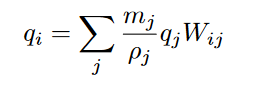 q_i = \sum_j \frac{m_j}{\rho_j} q_j W_{ij}